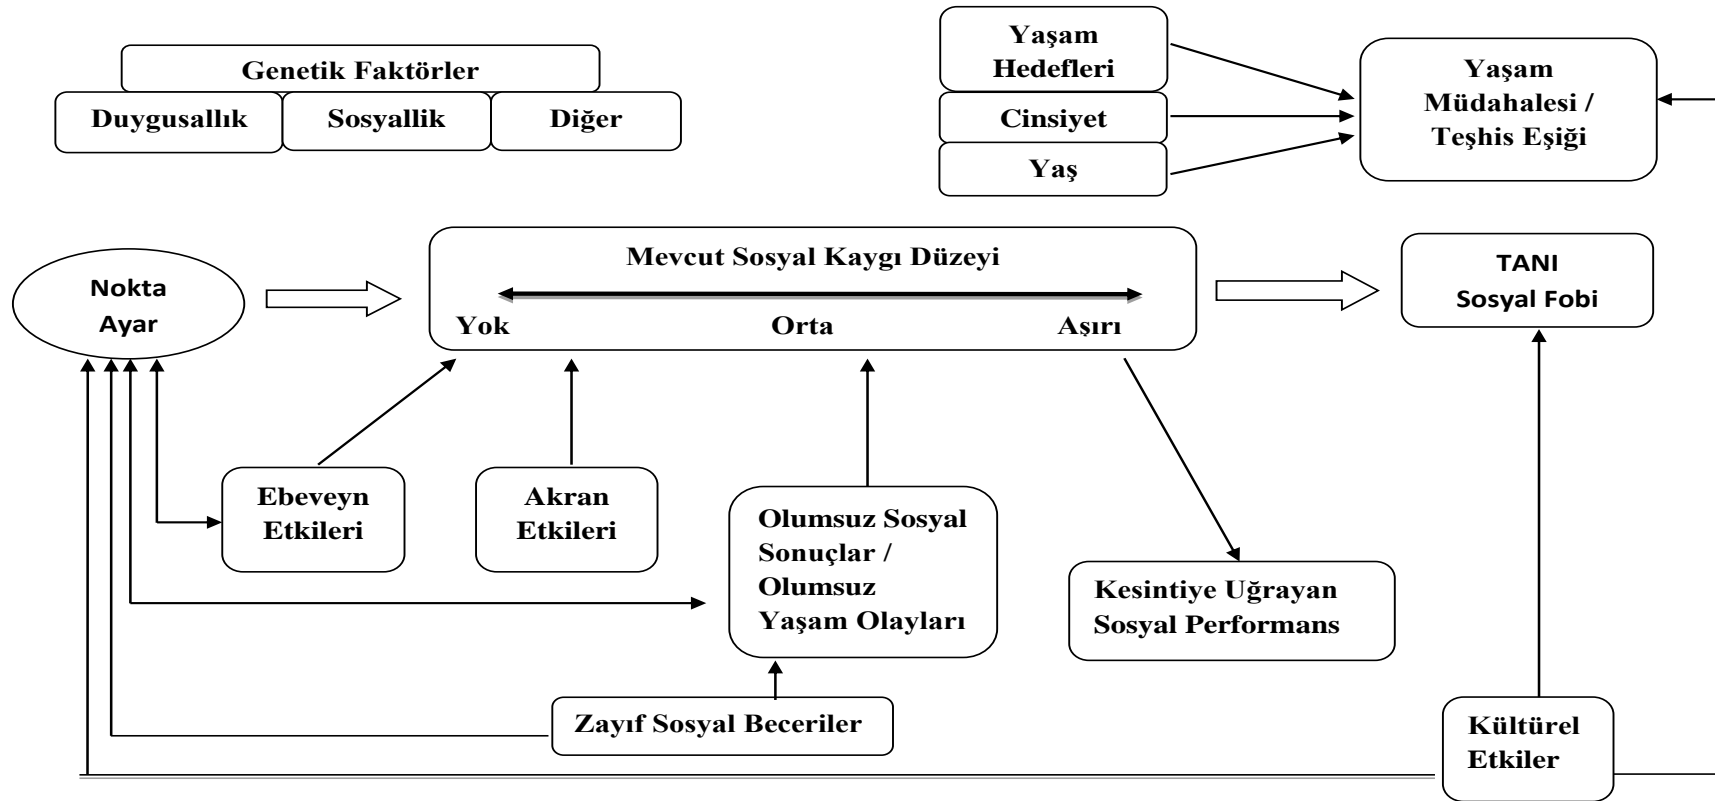 Genetik Faktörler
Duygusallık
Sosyallik
Diğer
Yaşam
Hedefleri
Cinsiyet
Yaş
Yaşam
Müdahalesi /
Teşhis Eşiği
Nokta
Ayar
Mevcut Sosyal Kaygı Düzeyi
Yok
Orta
Aşırı
TANI
Sosyal Fobi
Ebeveyn
Etkileri
Akran
Etkileri
Olumsuz Sosyal
Sonuçlar /
Olumsuz
Yaşam Olayları
Kesintiye Uğrayan
Sosyal Performans
Zayıf Sosyal Beceriler
Kültürel
Etkiler